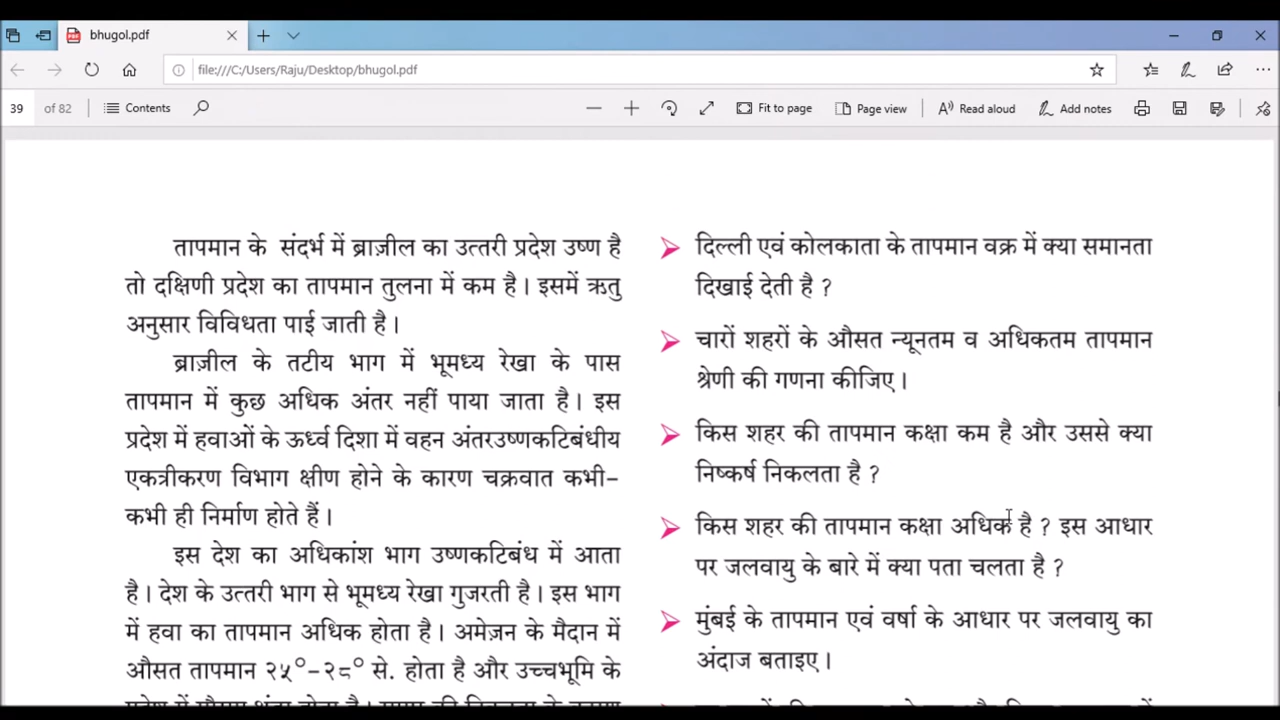 bhugol.pdf
file:///C:/Users/Raju/Desktop/bhugol.pdf
39 of 82 Contents Fit to page Page view Read aloud Add notes
तापमान के संदर्भ में ब्राज़ील का उत्तरी प्रदेश उष्ण है
तो दक्षिणी प्रदेश का तापमान तुलना में कम है। इसमें ऋतु
अनुसार विविधता पाई जाती है।
ब्राज़ील के तटीय भाग में भूमध्य रेखा के पास
तापमान में कुछ अधिक अंतर नहीं पाया जाता है। इस
प्रदेश में हवाओं के ऊर्ध्व दिशा में वहन अंतरउष्णकटिबंधीय
एकत्रीकरण विभाग क्षीण होने के कारण चक्रवात कभी-
कभी ही निर्माण होते हैं।
इस देश का अधिकांश भाग उष्णकटिबंध में आता
है। देश के उत्तरी भाग से भूमध्य रेखा गुजरती है। इस भाग
में हवा का तापमान अधिक होता है। अमेज़न के मैदान में
औसत तापमान २५°-२८° से. होता है और उच्चभूमि के
दिल्ली एवं कोलकाता के तापमान वक्र में क्या समानता
दिखाई देती है ?
चारों शहरों के औसत न्यूनतम व अधिकतम तापमान
श्रेणी की गणना कीजिए।
किस शहर की तापमान कक्षा कम है और उससे क्या
निष्कर्ष निकलता है ?
किस शहर की तापमान कक्षा अधिक है ? इस आधार
पर जलवायु के बारे में क्या पता चलता है ?
मुंबई के तापमान एवं वर्षा के आधार पर जलवायु का
अंदाज बताइए।